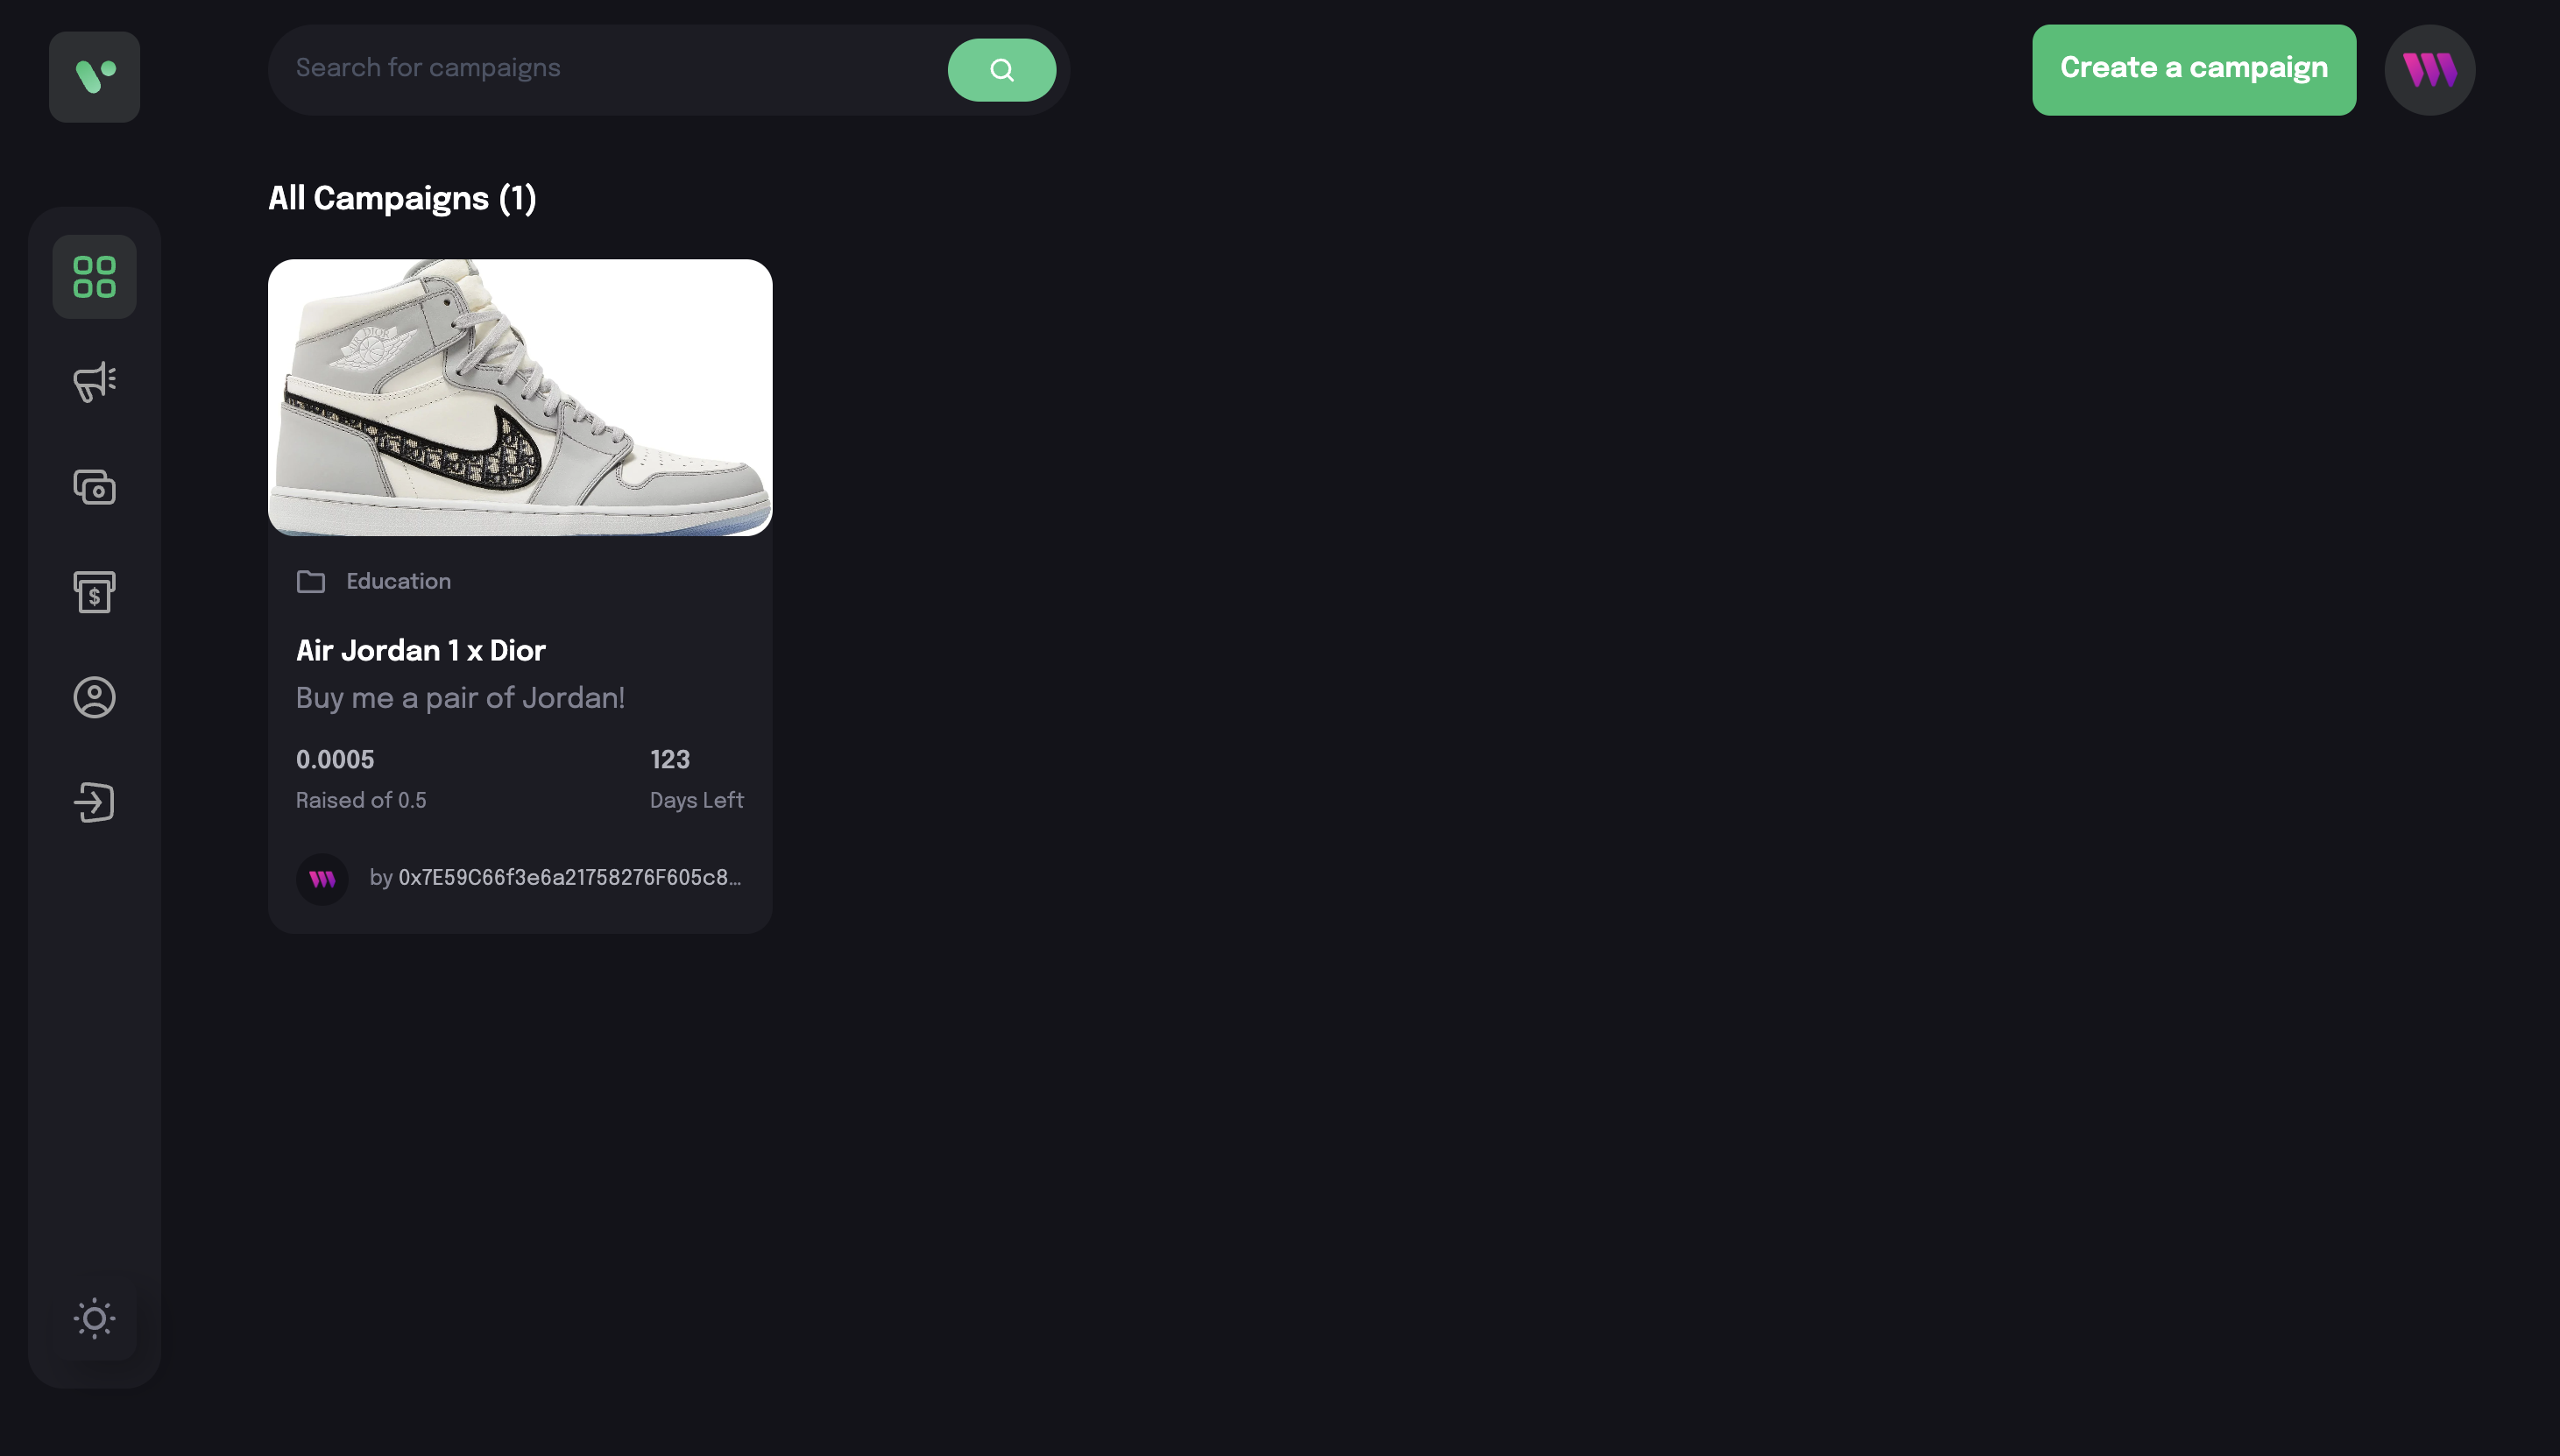 Search for campaigns
Create a campaign
All Campaigns (1)
DIOR
Education
Air Jordan 1 x Dior
Buy me a pair of Jordan!
0.0005
123
Raised of 0.5
Days Left
by 0x7E59C66f3e6a21758276F605c8...